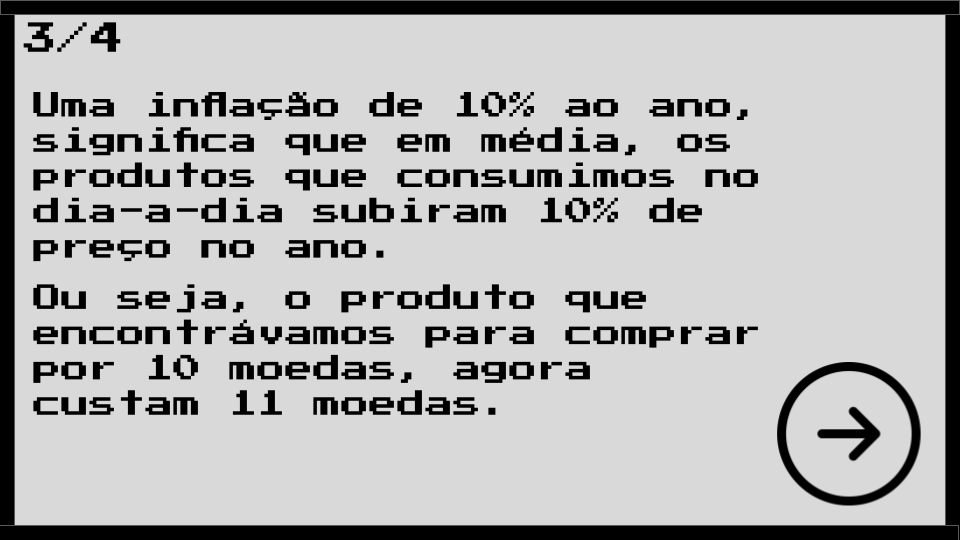 3/4
Uma inflação de 10% ao ano,
significa que em média, os
produtos que consumimos no
dia-a-dia subiram 10% de
preço no ano.
Ou seja, o produto que
encontrávamos para comprar
por 10 moedas, agora
custam 11 moedas.